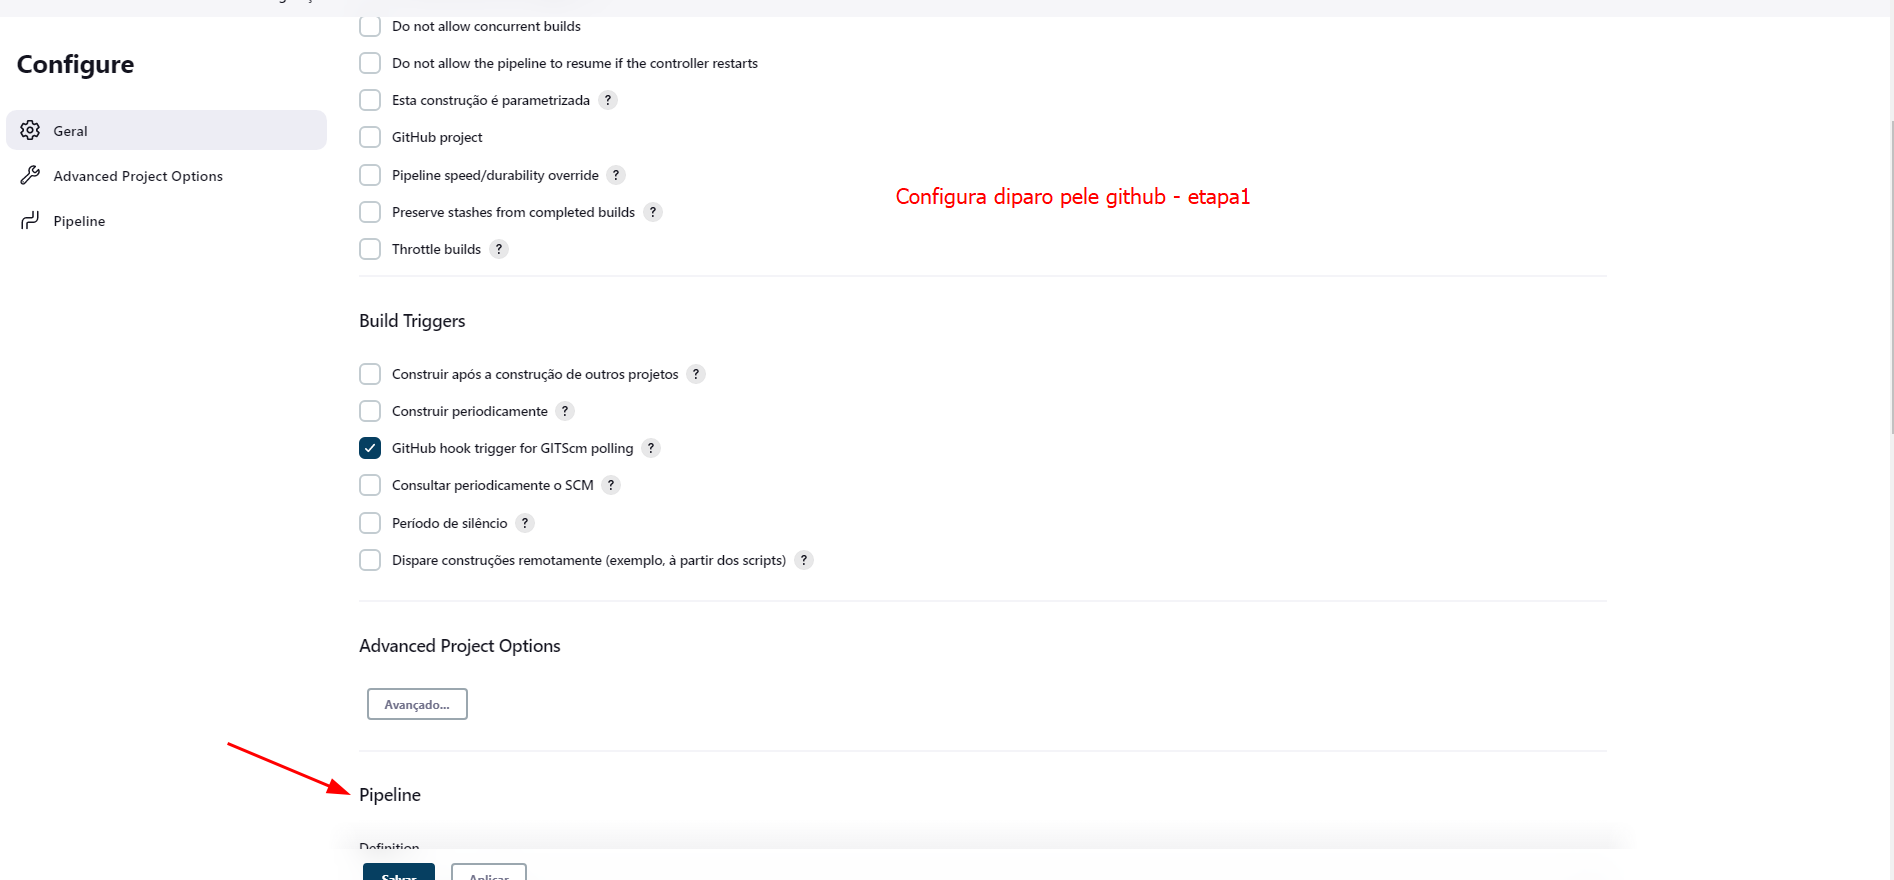 Do not allow concurrent builds
Configure
Do not allow the pipeline to resume if the controller restarts
Esta construção é parametrizada ?
Geral
GitHub project
Advanced Project Options
Pipeline speed/durability override ?
Configura diparo pele github - etapa1
Preserve stashes from completed builds ?
Pipeline
Throttle builds ?
Build Triggers
Construir após a construção de outros projetos ?
Construir periodicamente ?
GitHub hook trigger for GITScm polling ?
Consultar periodicamente o SCM ?
Período de silêncio ?
Dispare construções remotamente (exemplo, à partir dos scripts) ?
Advanced Project Options
Avançado...
Pipeline
Definition
Salvar
Aplicar